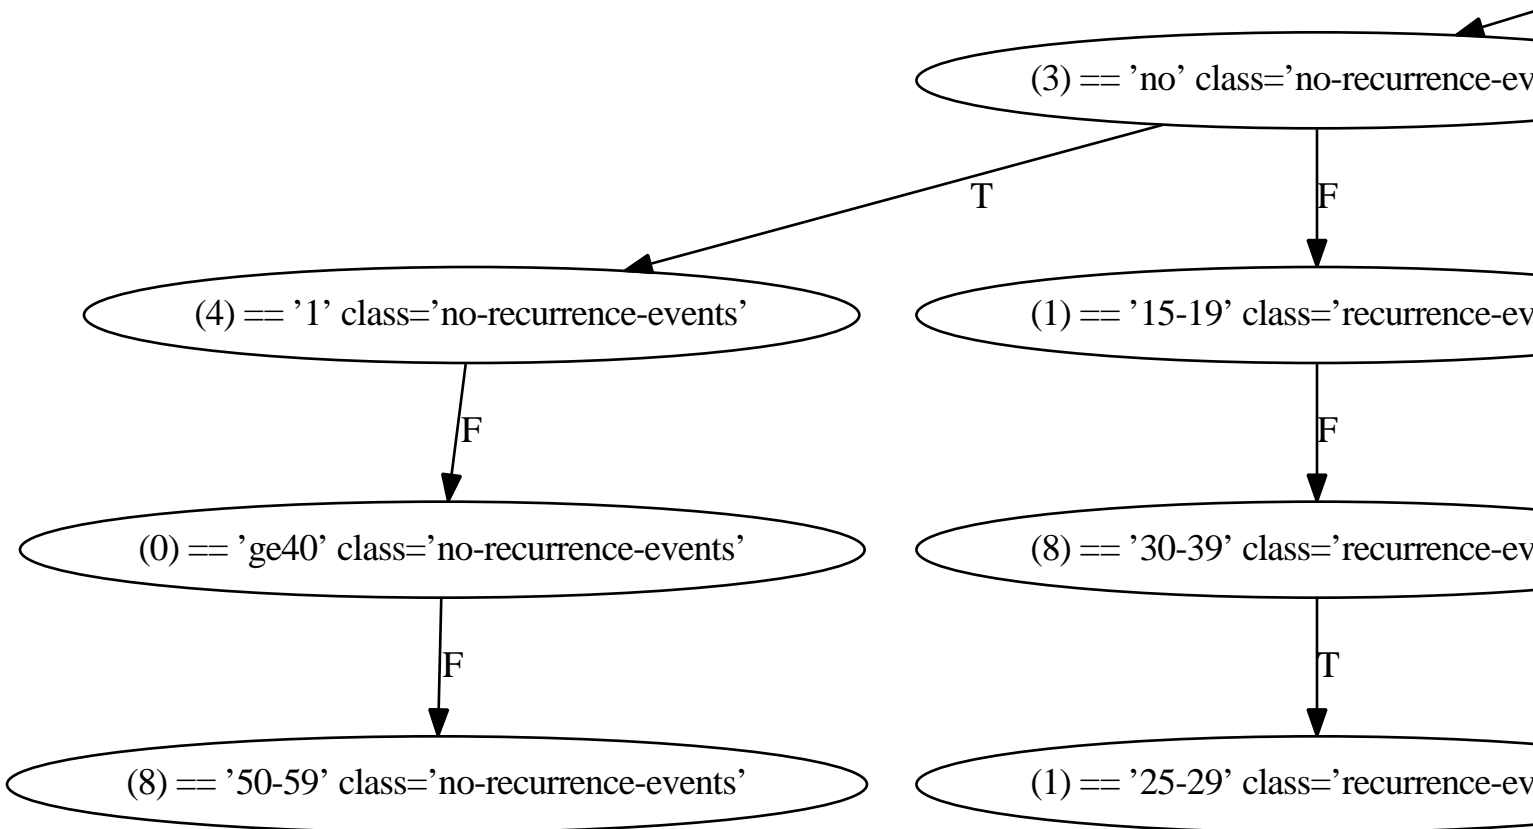 (3) == ’no’ class=’no-recurrence-ev
T
F
(4) == ’1’ class=’no-recurrence-events’
(1) == ’15-19’ class=’recurrence-ev
F
F
(0) == ’ge40’ class=’no-recurrence-events’
(8) == ’30-39’ class=’recurrence-ev
F
T
(8) == ’50-59’ class=’no-recurrence-events’
(1) == ’25-29’ class=’recurrence-ev